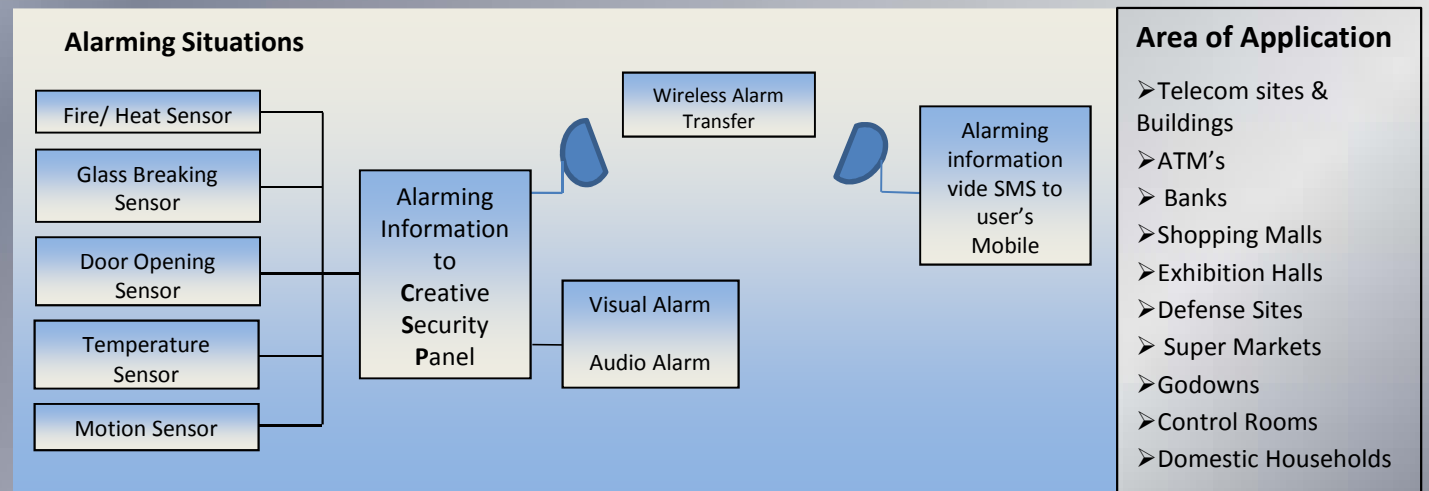 Alarming Situations
Fire/ Heat Sensor
Glass Breaking
Sensor
Door Opening
Sensor
Temperature
Sensor
Motion Sensor
Alarming
Information
to
Creative
Security
Panel
Wireless Alarm
Transfer
Alarming
information
vide SMS to
user's
Mobile
Visual Alarm
Audio Alarm
Area of Application
➢Telecom sites &
Buildings
➢ATM's
➢ Banks
➢Shopping Malls
➢Exhibition Halls
➢Defense Sites
➢ Super Markets
➢Godowns
➢Control Rooms
➢Domestic Households